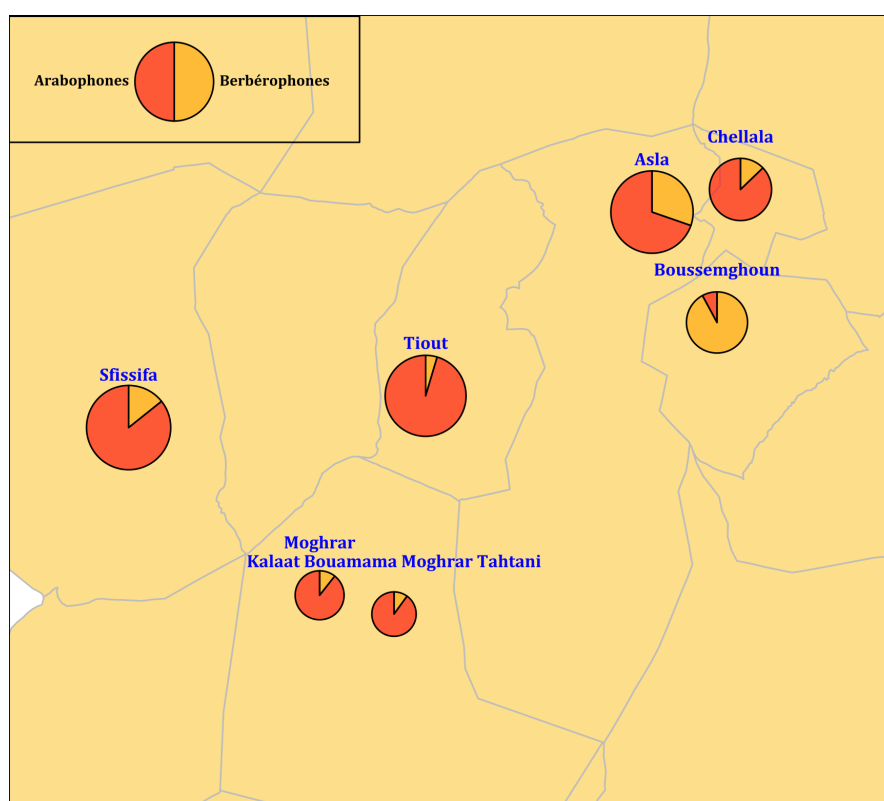 Arabophones
Berbérophones
Chellala
Asla
Boussemghoun
Tiout
Sfissifa
Moghrar
Kalaat Bouamama Moghrar Tahtani